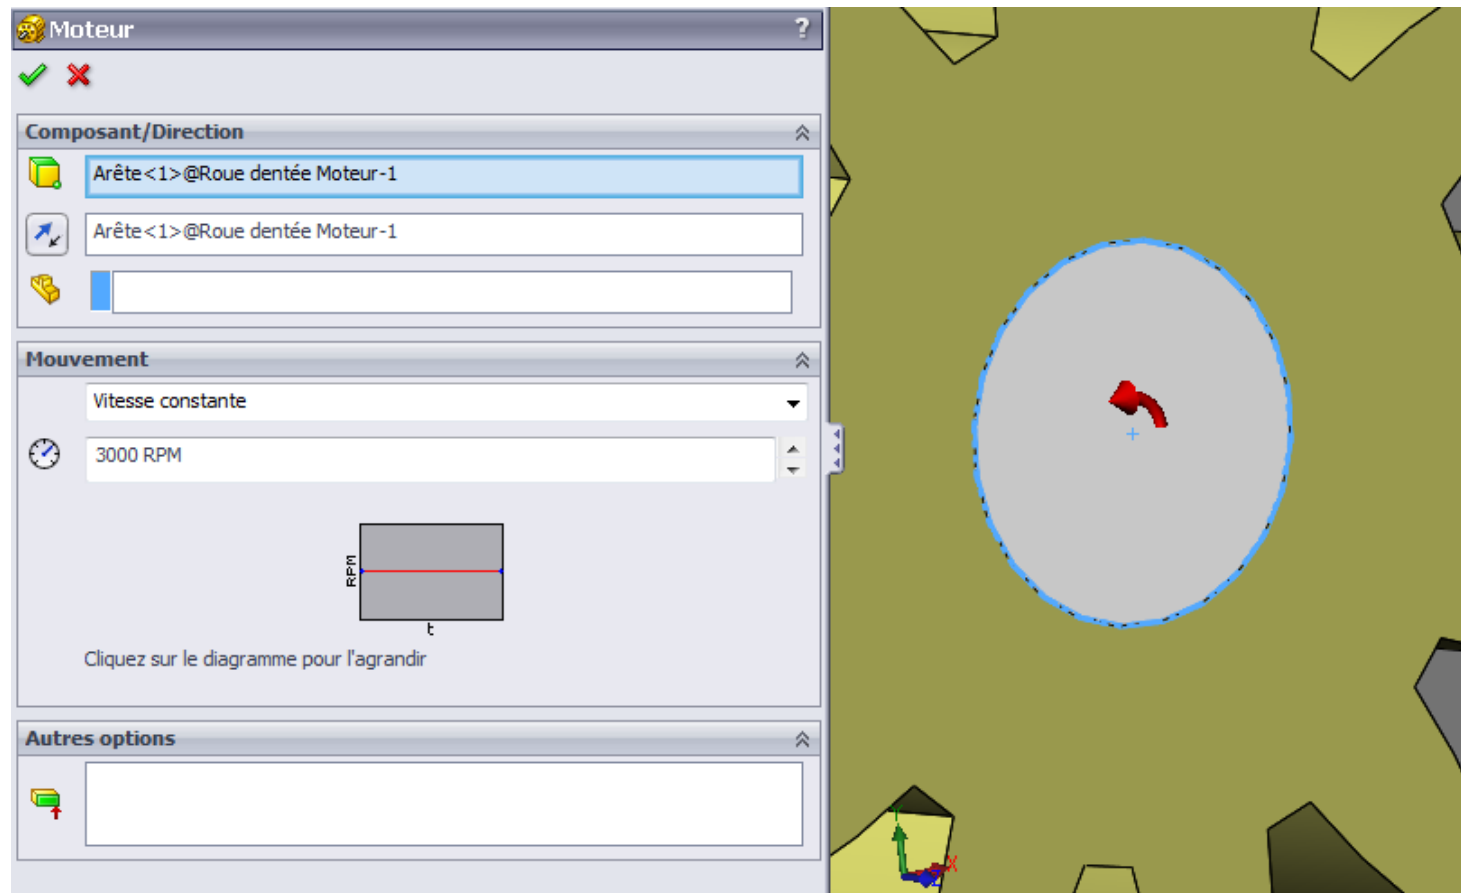 Moteur ?
Composant/Direction
Arête<1>@Roue dentée Moteur-1
Arête<1>@Roue dentée Moteur-1
Mouvement
Vitesse constante
3000 RPM
RPM
t
Cliquez sur le diagramme pour l'agrandir
Autres options
Y
X
Z